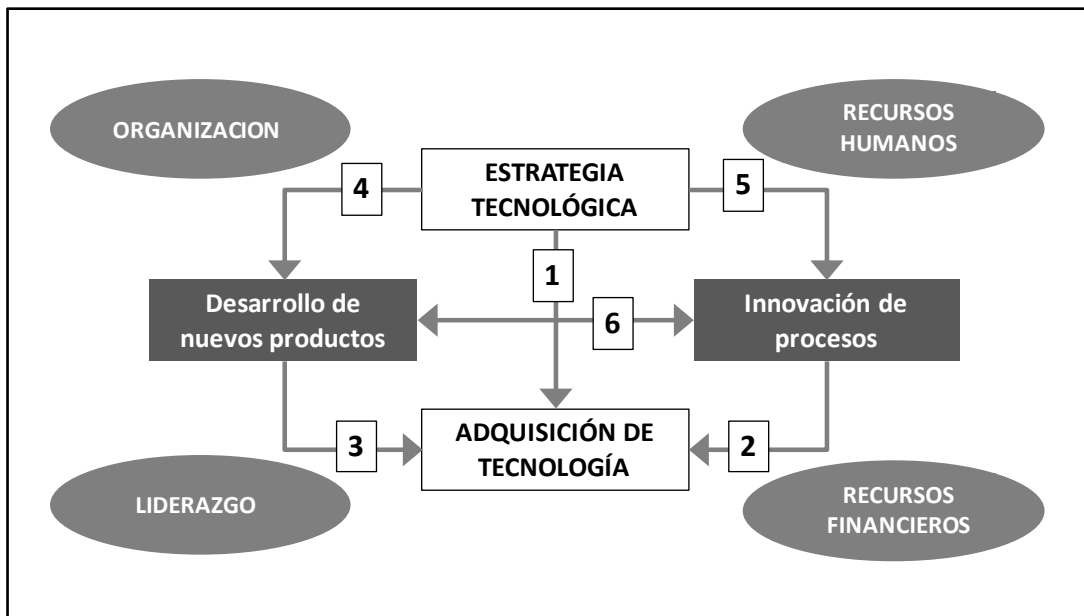 ORGANIZACION
RECURSOS
HUMANOS
ESTRATEGIA
TECNOLÓGICA
4
5
1
Desarrollo de
nuevos productos
6
Innovación de
procesos
3
ADQUISICIÓN DE
TECNOLOGÍA
2
LIDERAZGO
RECURSOS
FINANCIEROS